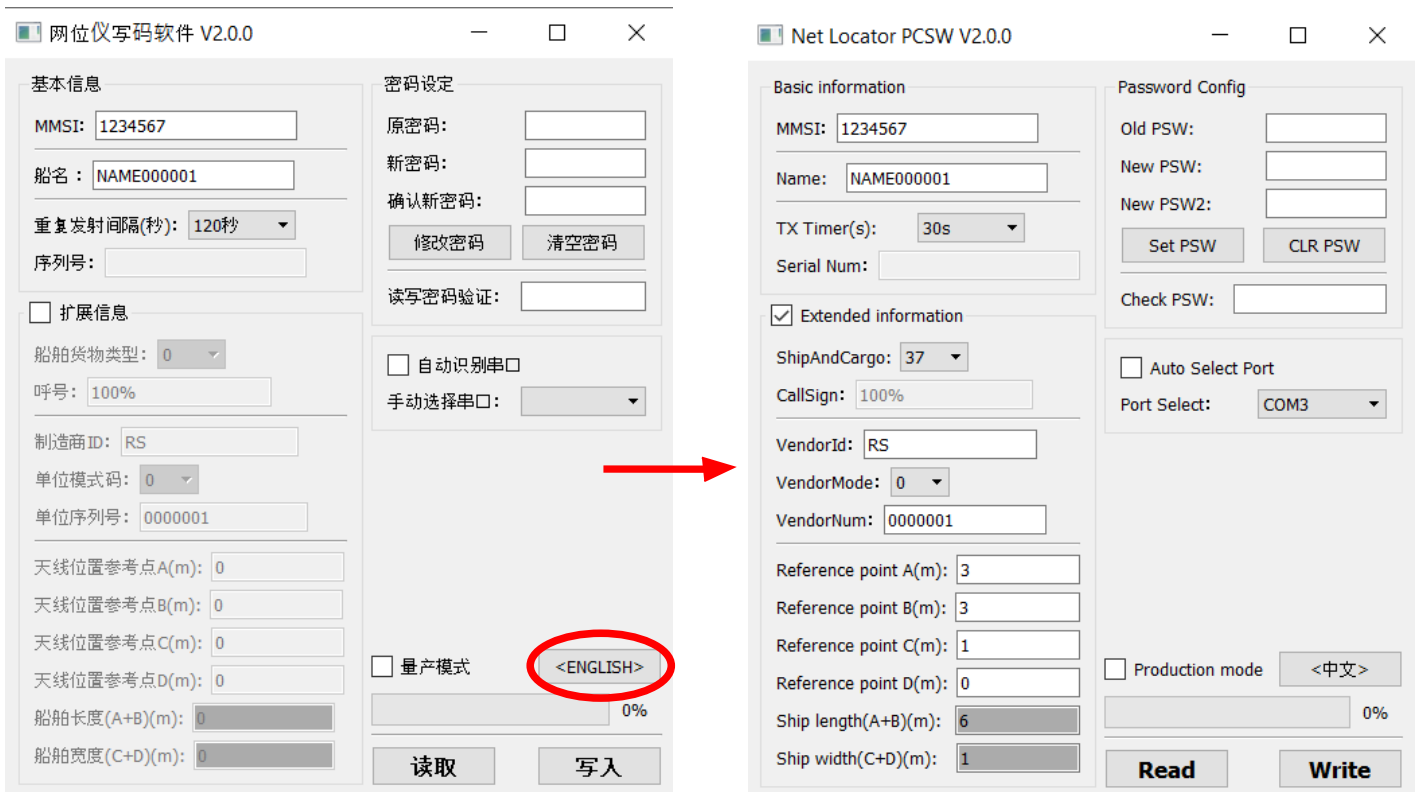 网位仪写码软件 V2.0.0
基本信息
MMSI: 1234567
船名： NAME000001
重复发射间隔(秒): 120秒
序列号:
扩展信息
船舶货物类型: 0
呼号: 100%
制造商ID: RS
单位模式码: 0
单位序列号: 0000001
天线位置参考点A(m): 0
天线位置参考点B(m): 0
天线位置参考点C(m): 0
天线位置参考点D(m): 0
船舶长度(A+B)(m): 0
船舶宽度(C+D)(m): 0
密码设定
原密码:
新密码:
确认新密码:
修改密码 清空密码
读写密码验证:
自动识别串口
手动选择串口:
量产模式 <ENGLISH>
0%
读取 写入
Net Locator PCSW V2.0.0
Basic information
MMSI: 1234567
Name: NAME000001
TX Timer(s): 30s
Serial Num:
Extended information
ShipAndCargo: 37
CallSign: 100%
VendorId: RS
VendorMode: 0
VendorNum: 0000001
Reference point A(m): 3
Reference point B(m): 3
Reference point C(m): 1
Reference point D(m): 0
Ship length(A+B)(m): 6
Ship width(C+D)(m): 1
Password Config
Old PSW:
New PSW:
New PSW2:
Set PSW CLR PSW
Check PSW:
Auto Select Port
Port Select: COM3
Production mode <中文>
0%
Read Write